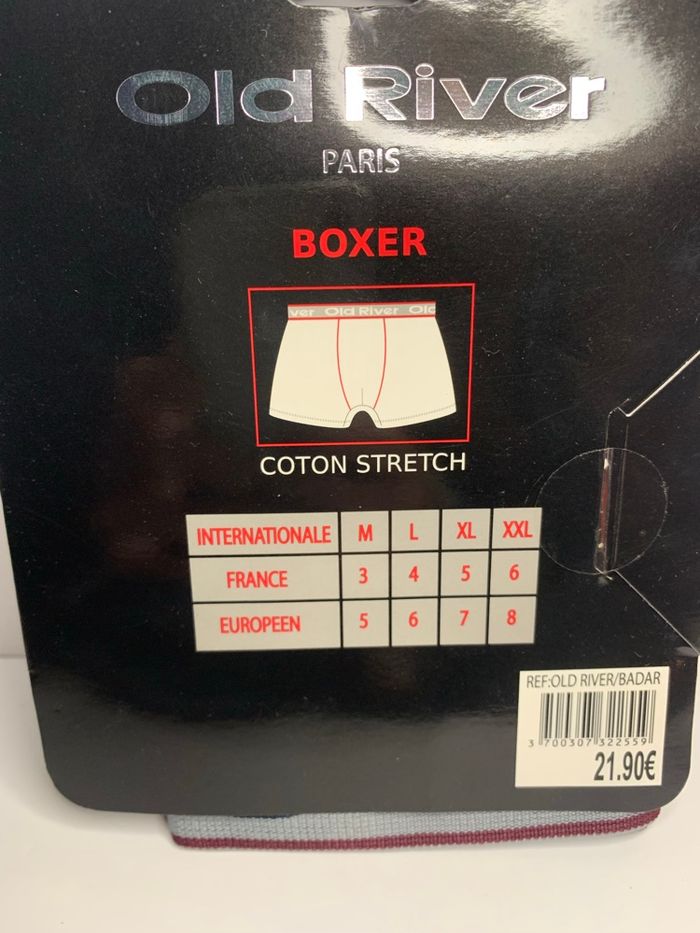 Old River
PARIS
BOXER
ver Old River Old
COTON STRETCH
INTERNATIONALE M L XL XXL
FRANCE 3 4 5 6
EUROPEEN 5 6 7 8
REF:OLD RIVER/BADAR
3 700307 322559
21.90€